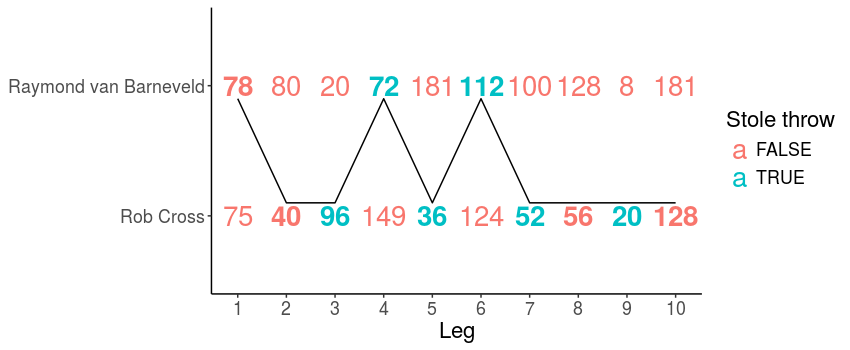 Raymond van Barneveld 78 80 20 72 181 112 100 128 8 181
Stole throw
a FALSE
a TRUE
Rob Cross 75 40 96 149 36 124 52 56 20 128
1 2 3 4 5 6 7 8 9 10
Leg